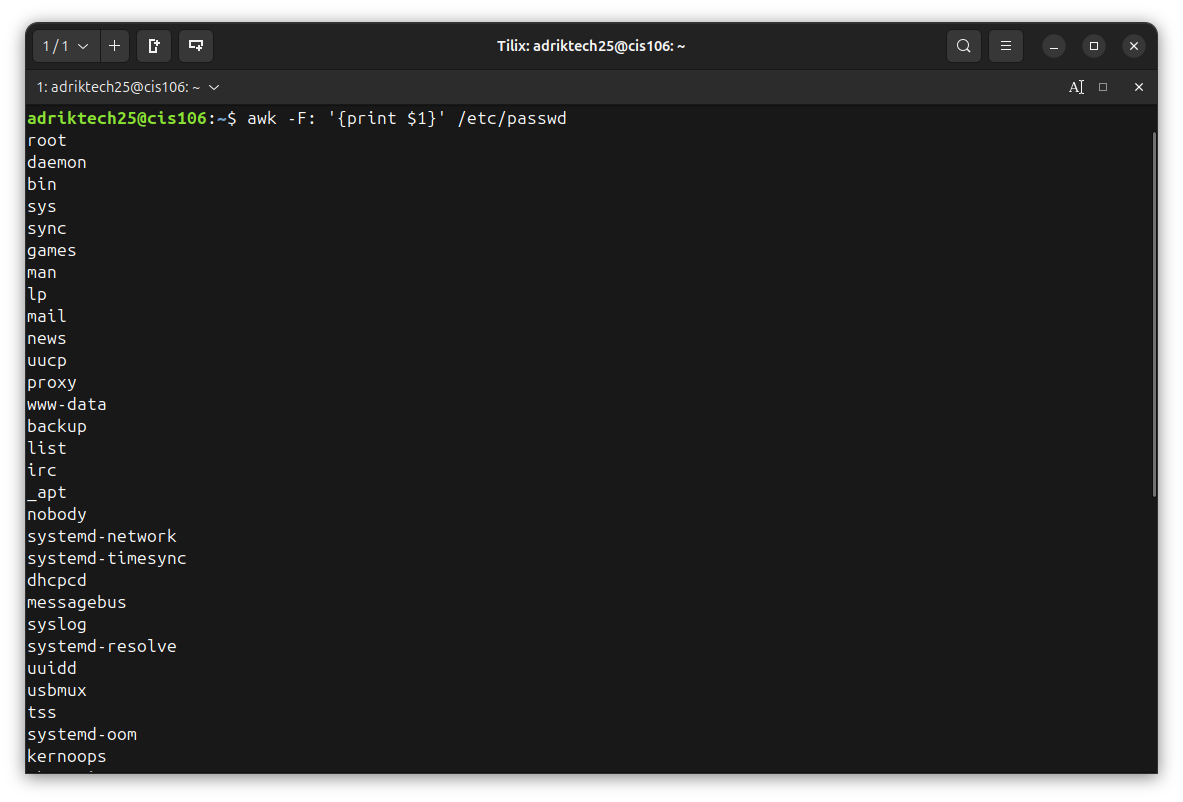 1 / 1
Tilix: adriktech25@cis106: ~
1: adriktech25@cis106: ~
adriktech25@cis106:~$ awk -F: '{print $1}' /etc/passwd
root
daemon
bin
sys
sync
games
man
lp
mail
news
uucp
proxy
www-data
backup
list
irc
_apt
nobody
systemd-network
systemd-timesync
dhcpcd
messagebus
syslog
systemd-resolve
uuidd
usbmux
tss
systemd-oom
kernoops